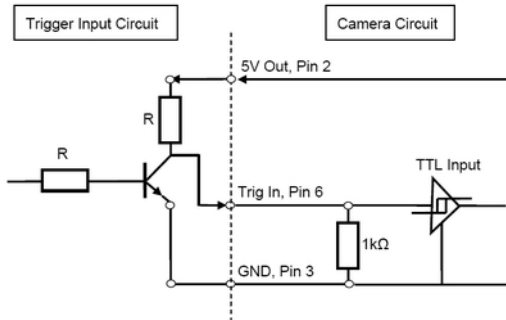 Trigger Input Circuit
Camera Circuit
5V Out, Pin 2
R
R
TTL Input
Trig In, Pin 6
1kΩ
GND, Pin 3